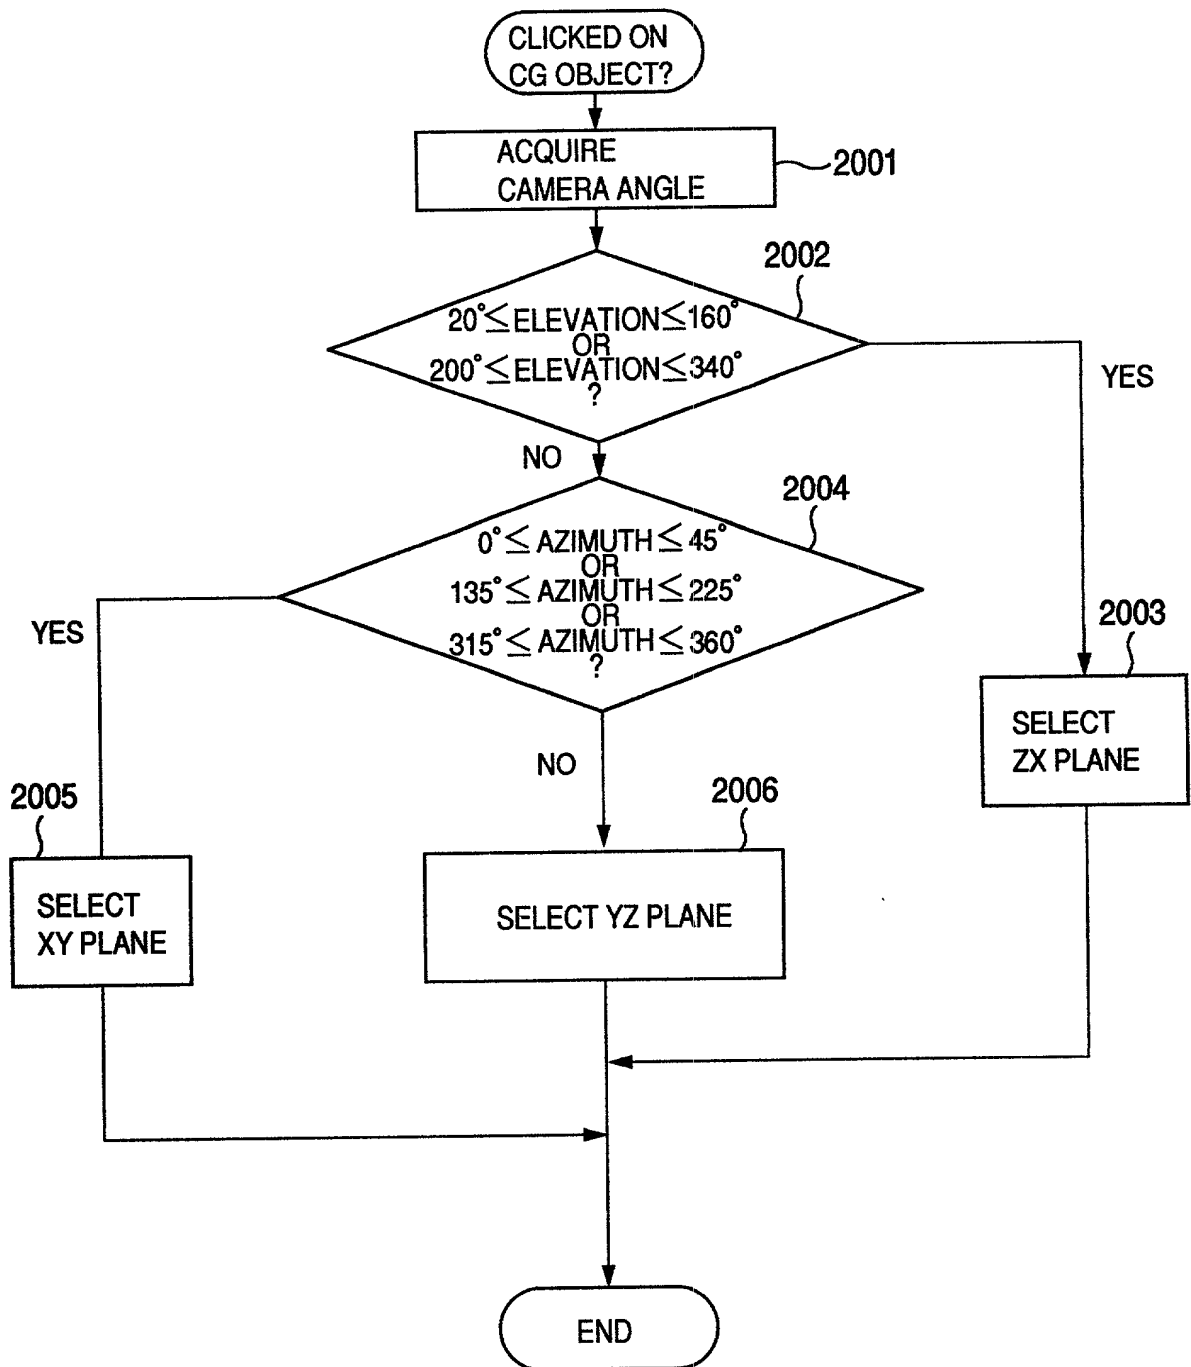 CLICKED ON
CG OBJECT?
ACQUIRE
CAMERA ANGLE
2001
2002
20°≤ELEVATION≤160°
OR
200°≤ELEVATION≤340°
?
YES
NO
2004
0°≤ AZIMUTH ≤ 45°
OR
135°≤ AZIMUTH ≤ 225°
OR
315°≤ AZIMUTH ≤ 360°
?
YES
2003
SELECT
ZX PLANE
NO
2005
SELECT
XY PLANE
2006
SELECT YZ PLANE
END